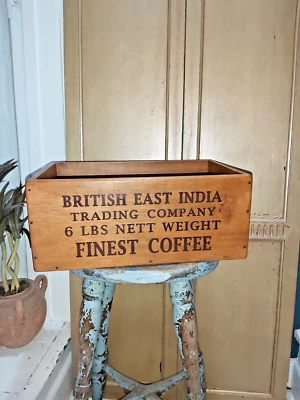 BRITISH EAST INDIA
TRADING COMPANY
6 LBS NETT WEIGHT
FINEST COFFEE